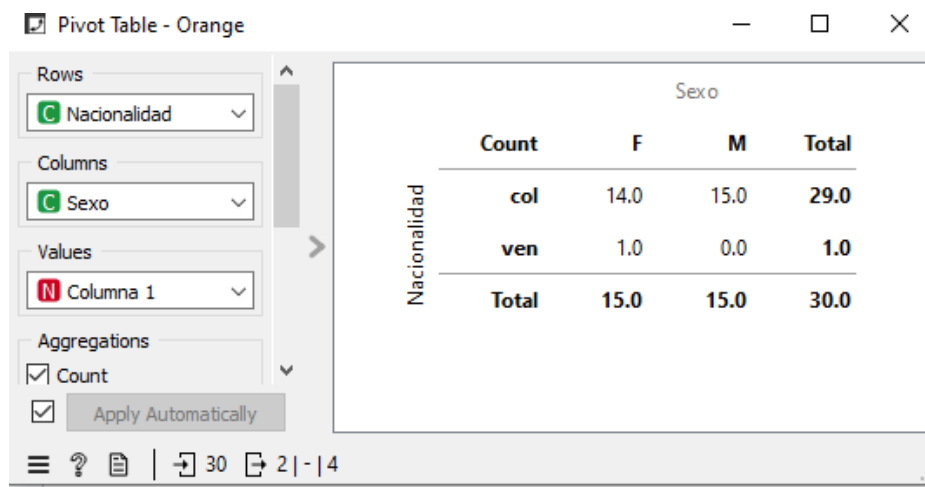 Pivot Table - Orange
Rows
C Nacionalidad
Columns
C Sexo
Values
N Columna 1
Aggregations
Count
Apply Automatically
? 30 2 | - | 4
Sexo
Count F M Total
Nacionalidad
col 14.0 15.0 29.0
ven 1.0 0.0 1.0
Total 15.0 15.0 30.0